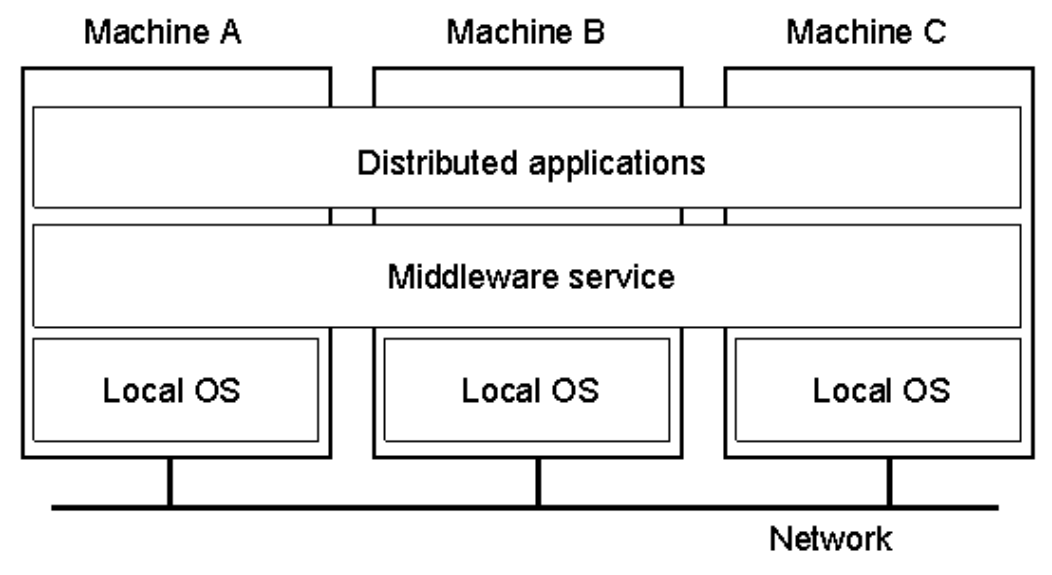 Machine A
Machine B
Machine C
Distributed applications
Middleware service
Local OS
Local OS
Local OS
Network